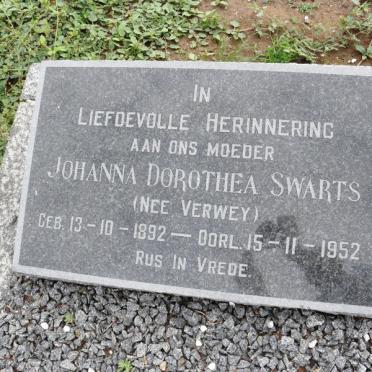 IN
LIEFDEVOLLE HERINNERING
AAN ONS MOEDER
JOHANNA DOROTHEA SWARTS
(NEE VERWEY)
GEB. 13-10-1892 — OORL. 15-11-1952
RUS IN VREDE.